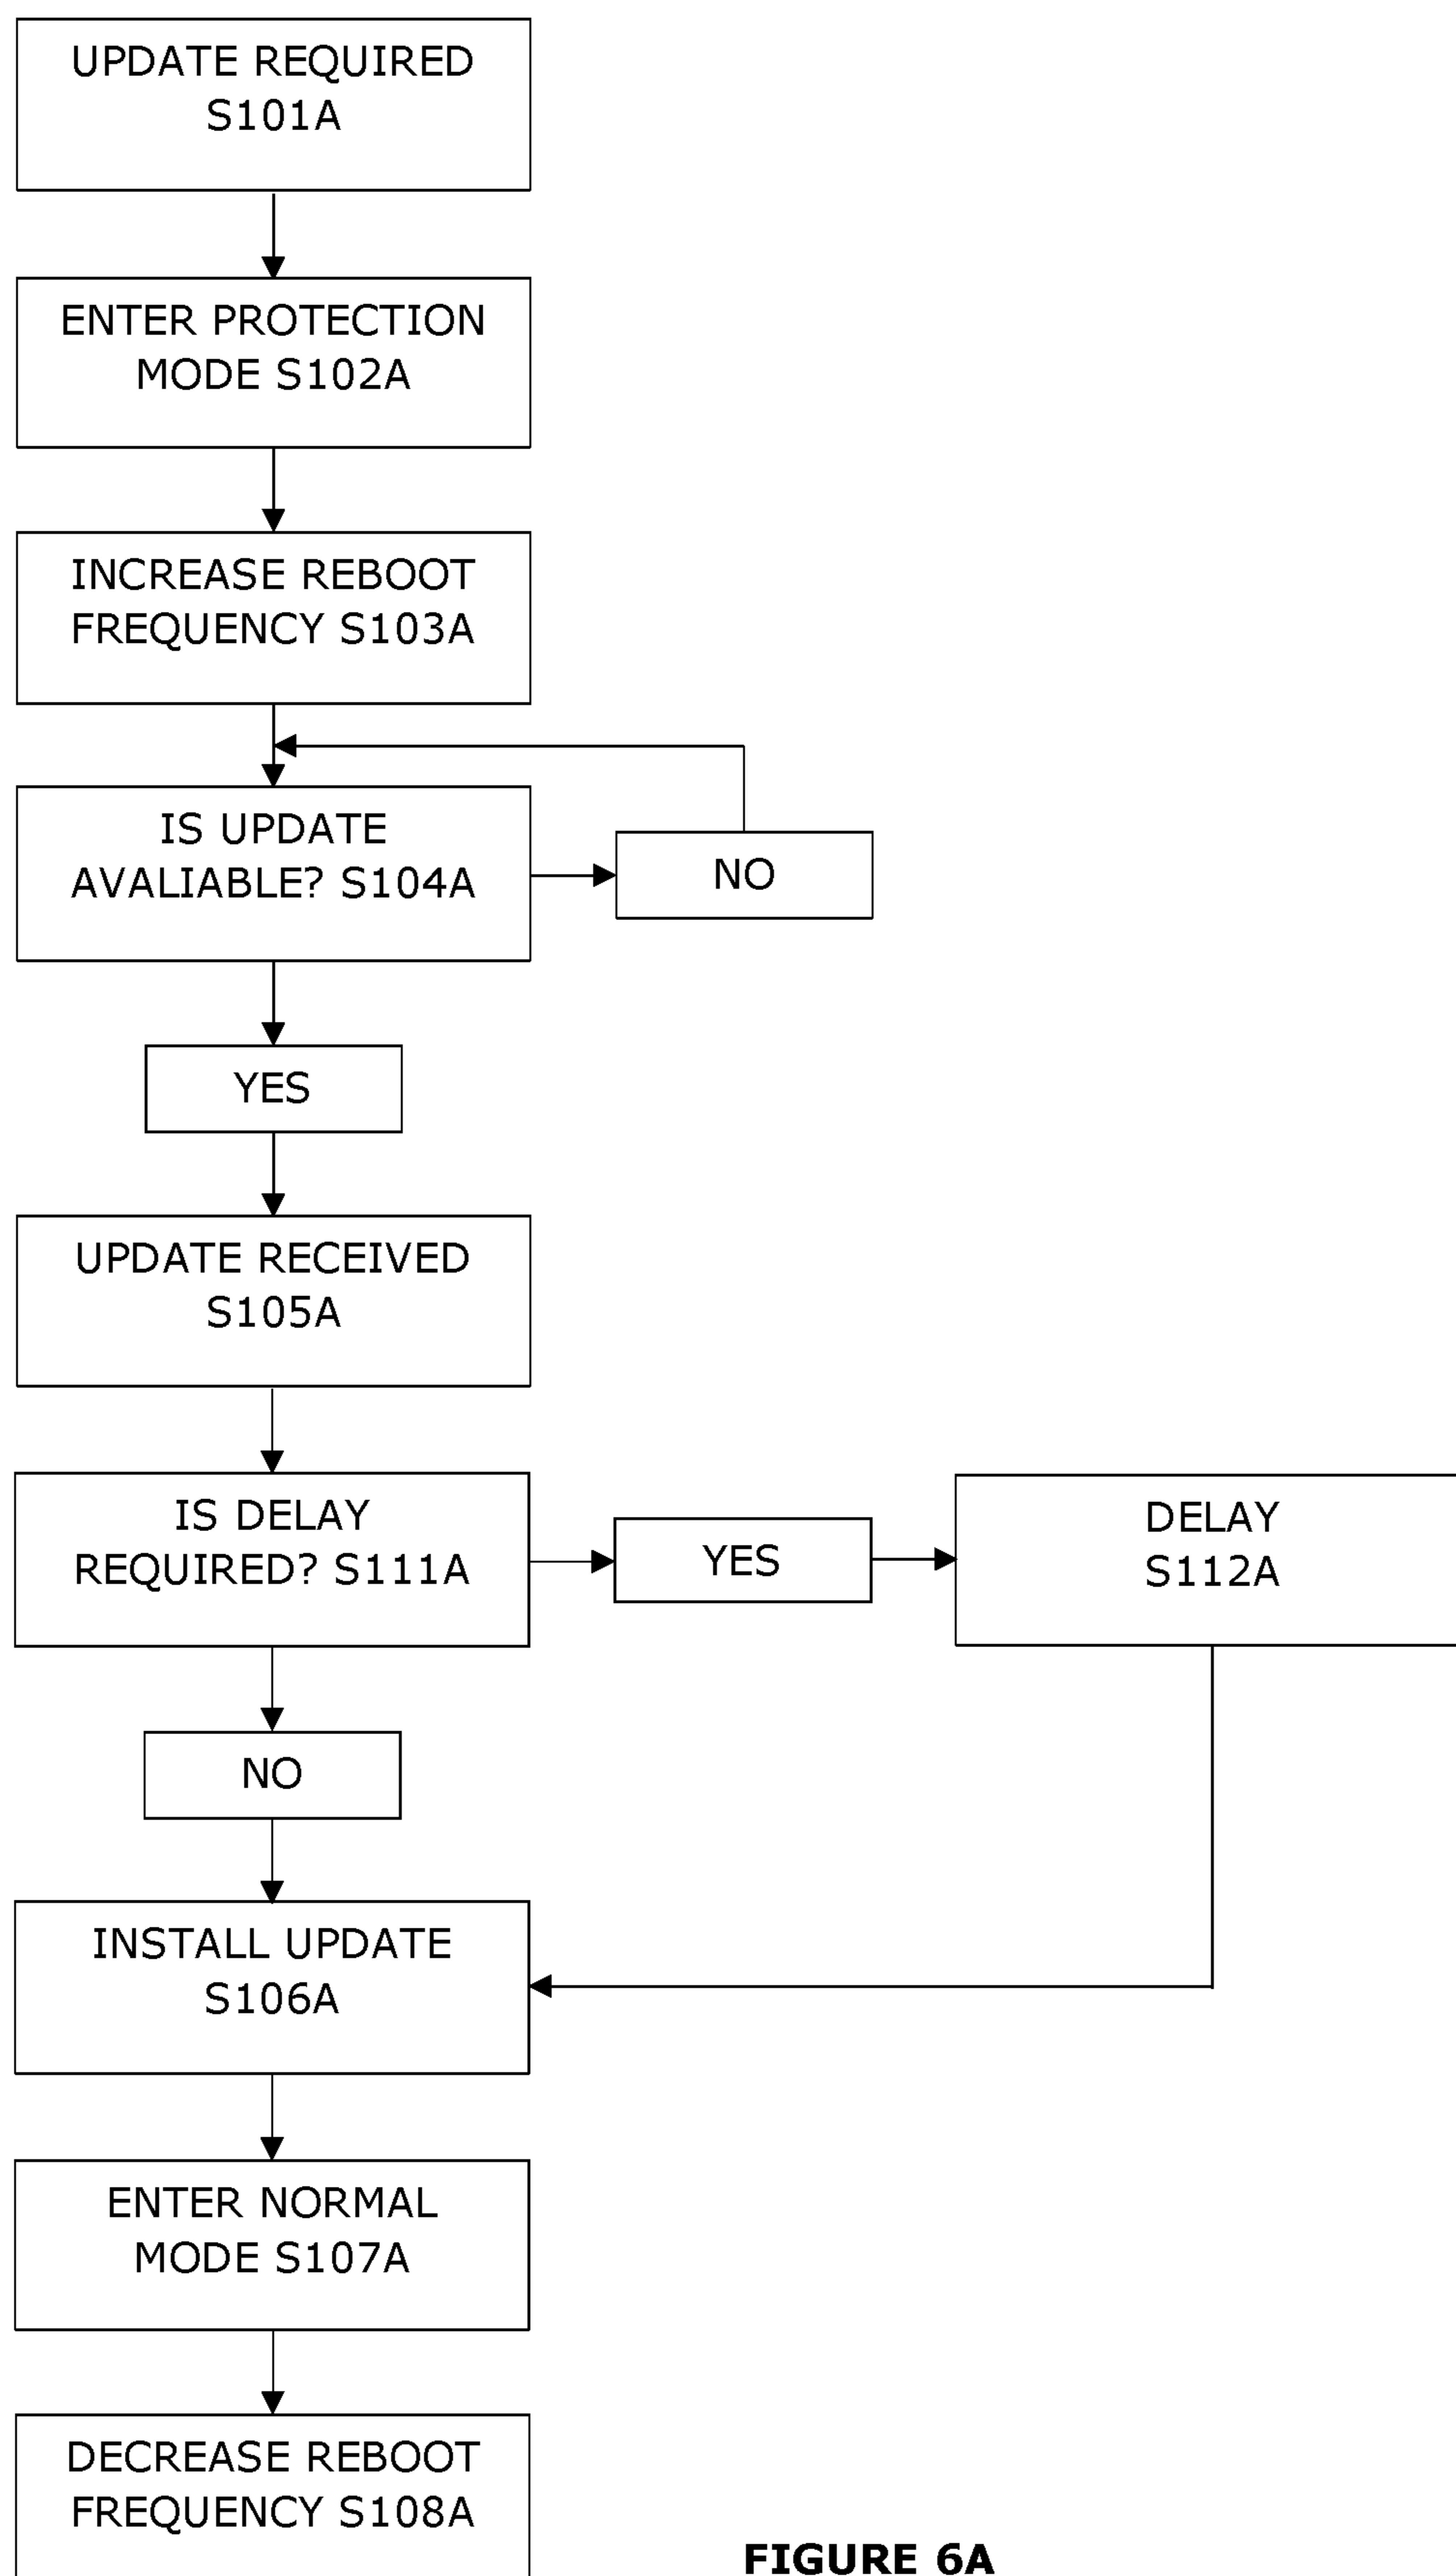 UPDATE REQUIRED
S101A
ENTER PROTECTION
MODE S102A
INCREASE REBOOT
FREQUENCY S103A
IS UPDATE
AVALIABLE? S104A
NO
YES
UPDATE RECEIVED
S105A
IS DELAY
REQUIRED? S111A
YES
DELAY
S112A
NO
INSTALL UPDATE
S106A
ENTER NORMAL
MODE S107A
DECREASE REBOOT
FREQUENCY S108A
FIGURE 6A